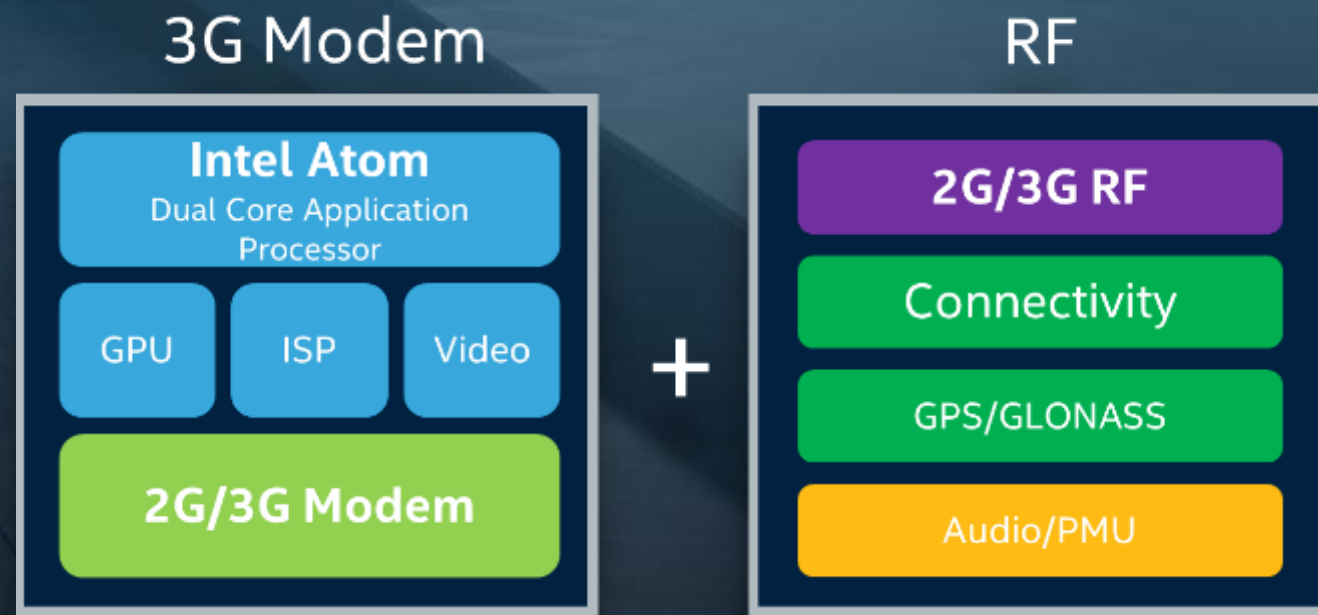 3G Modem
Intel Atom
Dual Core Application
Processor
GPU
ISP
Video
2G/3G Modem
+
RF
2G/3G RF
Connectivity
GPS/GLONASS
Audio/PMU